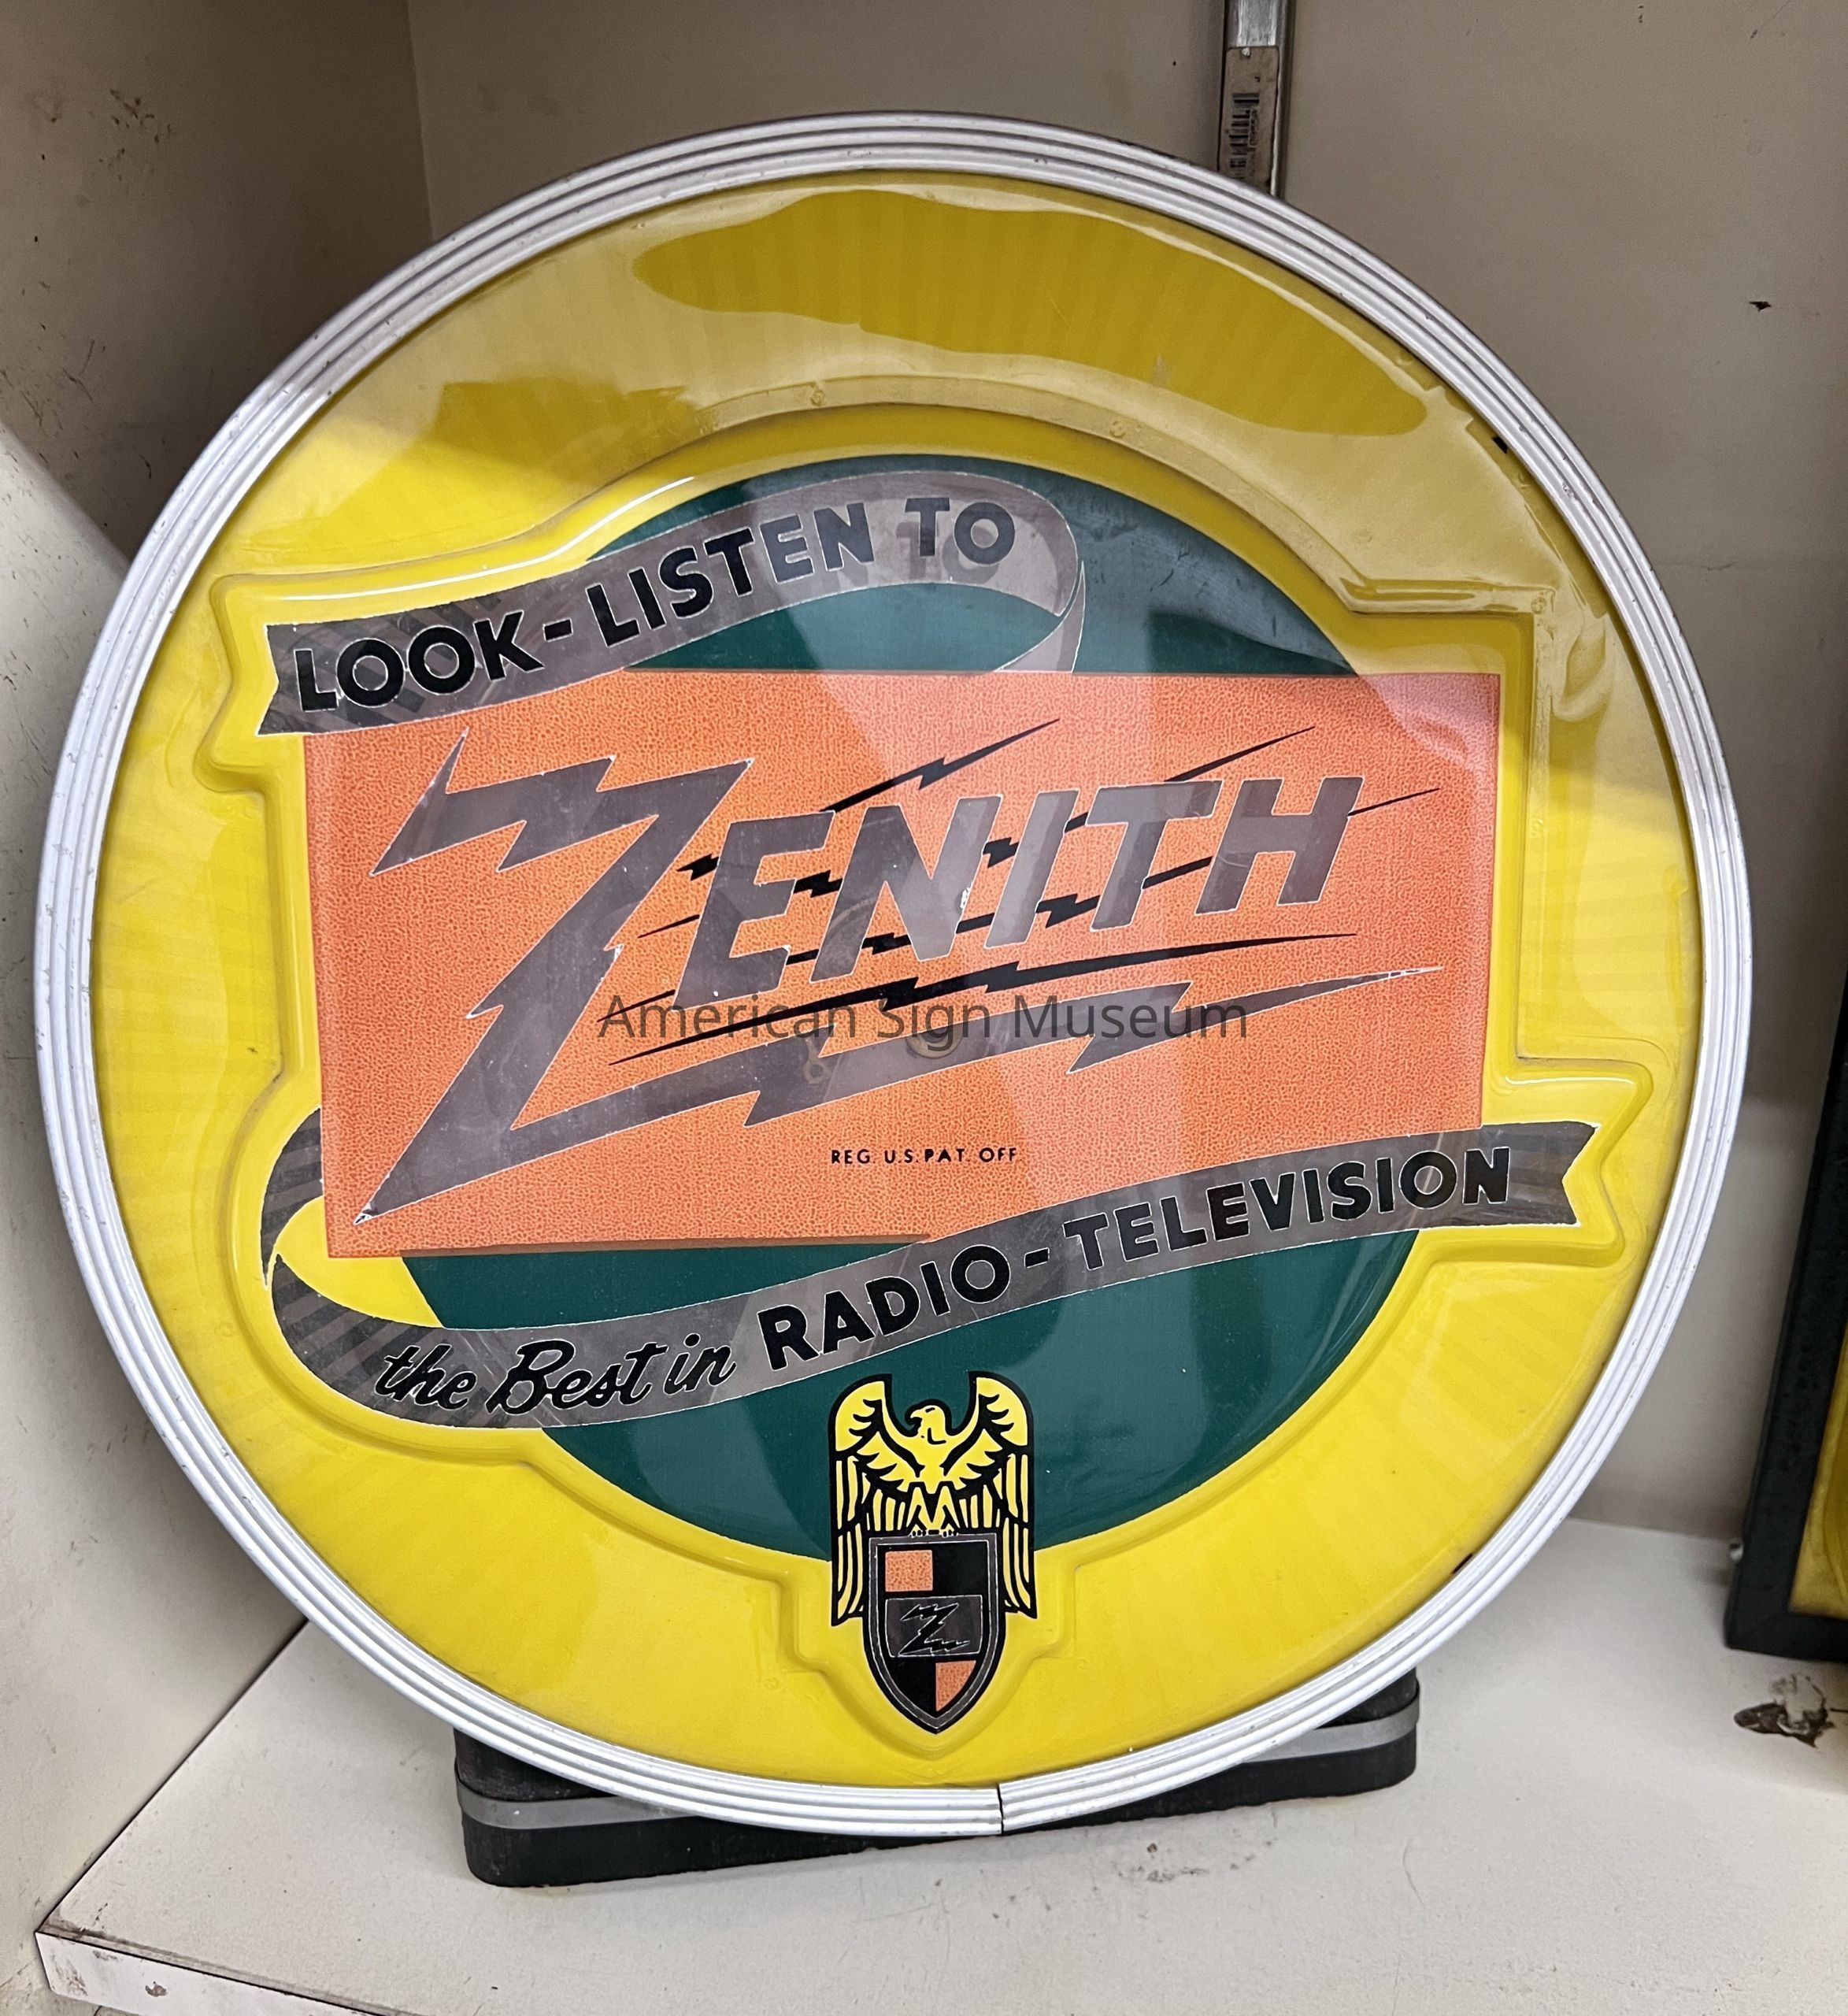 LOOK-LISTEN TO
ZENITH
American Sign Museum
REG. U.S. PAT. OFF
the Best in RADIO-TELEVISION
Z